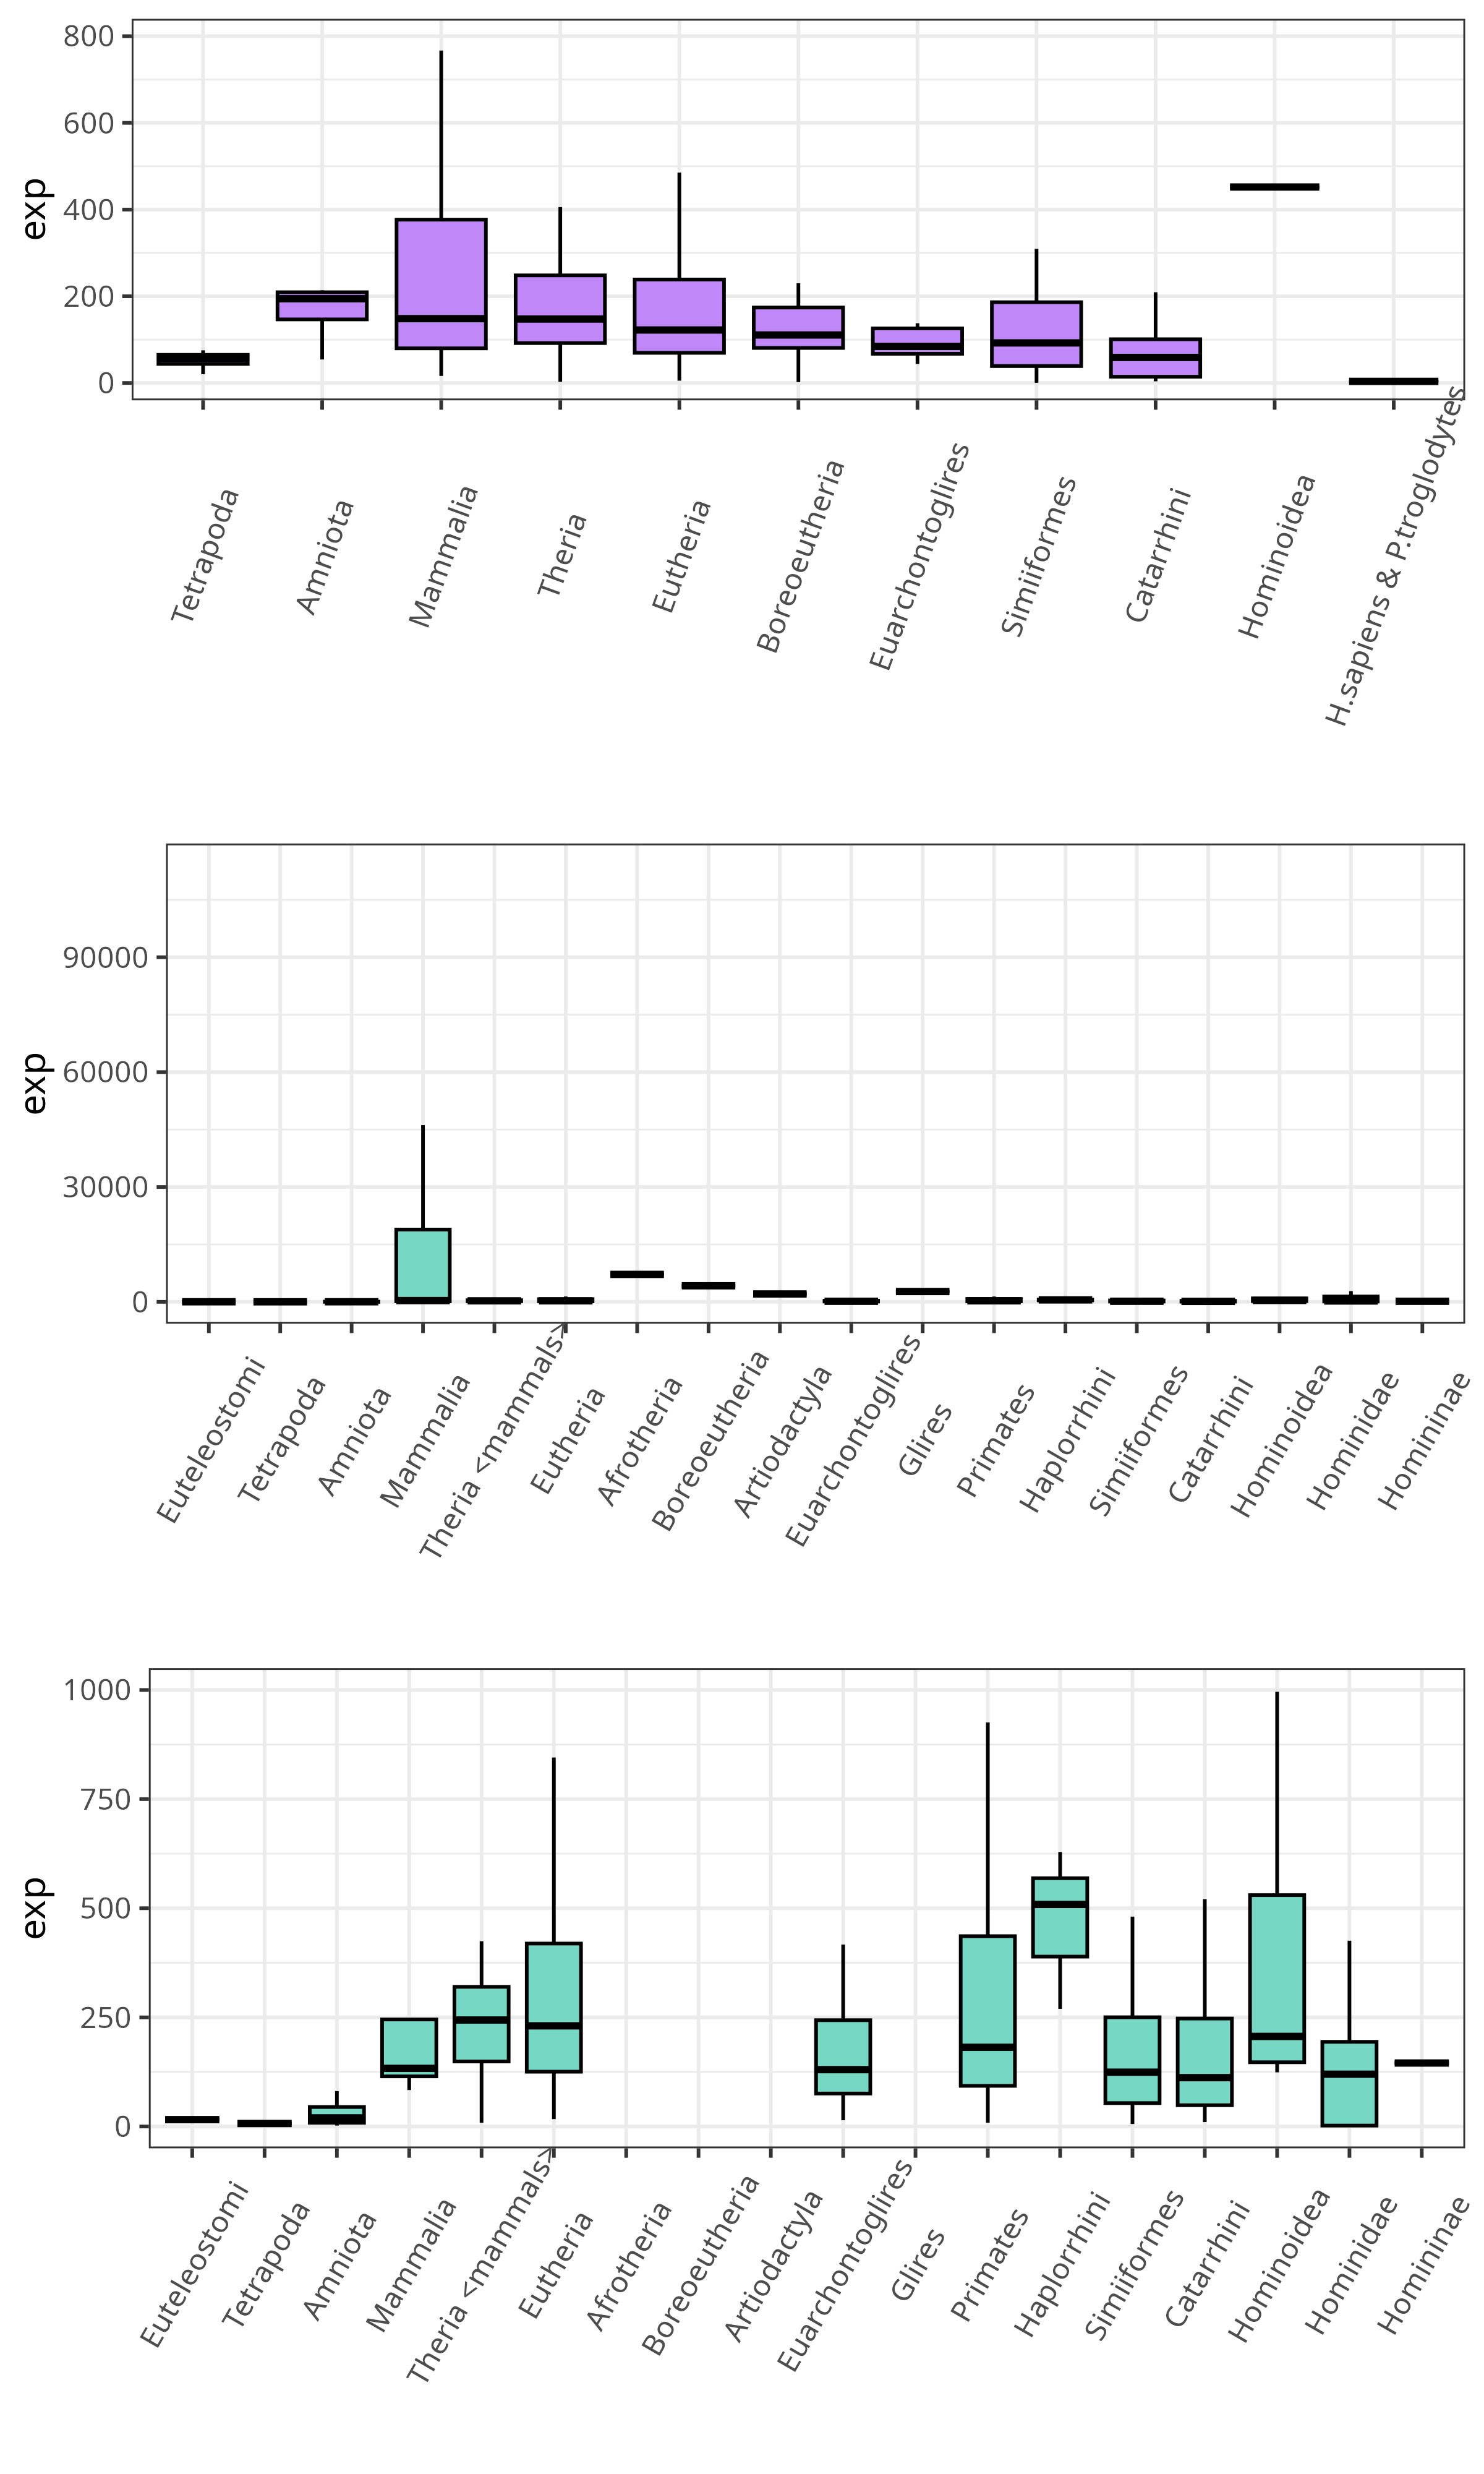 exp
800
600
400
200
0
Tetrapoda
Amniota
Mammalia
Theria
Eutheria
Boreoeutheria
Euarchontoglires
Simiiformes
Catarrhini
Hominoidea
H.sapiens & P.troglodytes
exp
90000
60000
30000
0
Euteleostomi
Tetrapoda
Amniota
Mammalia
Theria <mammals>
Eutheria
Afrotheria
Boreoeutheria
Artiodactyla
Euarchontoglires
Glires
Primates
Haplorrhini
Simiiformes
Catarrhini
Hominoidea
Hominidae
Homininae
exp
1000
750
500
250
0
Euteleostomi
Tetrapoda
Amniota
Mammalia
Theria <mammals>
Eutheria
Afrotheria
Boreoeutheria
Artiodactyla
Euarchontoglires
Glires
Primates
Haplorrhini
Simiiformes
Catarrhini
Hominoidea
Hominidae
Homininae